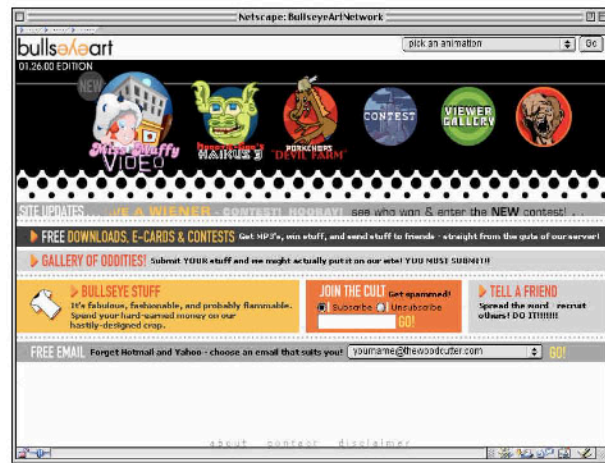 Netscape: BullseyeArtNetwork
bullseyeart
pick an animation
Go
01.26.00 EDITION
NEW
Miss Muffy
VIDEO
HAIKUS 3
PORKCHOPS
"DEVIL FARM"
CONTEST
VIEWER
GALLERY
SITE UPDATES...
A WIENER - CONTEST! HOORAY! see who won & enter the NEW contest! ...
FREE DOWNLOADS, E-CARDS & CONTESTS Get MP3's, win stuff, and send stuff to friends - straight from the guts of our server!
GALLERY OF ODDITIES! Submit YOUR stuff and we might actually put it on our site! YOU MUST SUBMIT!!
BULLSEYE STUFF
It's fabulous, fashionable, and probably flammable.
Spend your hard-earned money on our
hastily-designed crap.
JOIN THE CULT Get spammed!
Subscribe Unsubscribe
GO!
TELL A FRIEND
Spread the word - recruit
others! DO IT!!!!!!!
FREE EMAIL Forget Hotmail and Yahoo - choose an email that suits you! yourname@thewoodcutter.com GO!
about contact disclaimer